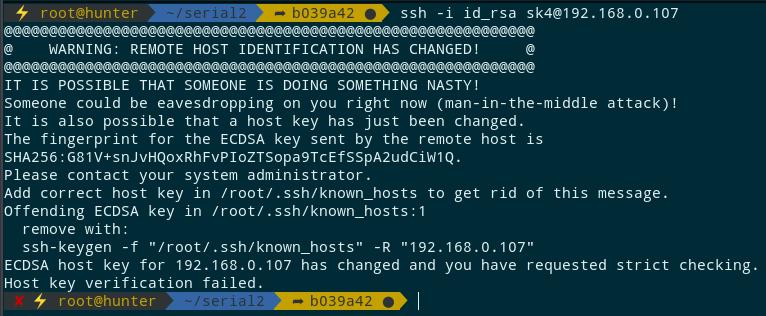 ⚡ root@hunter ~/serial2 ➦ b039a42 ● ssh -i id_rsa sk4@192.168.0.107
@@@@@@@@@@@@@@@@@@@@@@@@@@@@@@@@@@@@@@@@@@@@@@@@@@@@@@@@@@@
@    WARNING: REMOTE HOST IDENTIFICATION HAS CHANGED!     @
@@@@@@@@@@@@@@@@@@@@@@@@@@@@@@@@@@@@@@@@@@@@@@@@@@@@@@@@@@@
IT IS POSSIBLE THAT SOMEONE IS DOING SOMETHING NASTY!
Someone could be eavesdropping on you right now (man-in-the-middle attack)!
It is also possible that a host key has just been changed.
The fingerprint for the ECDSA key sent by the remote host is
SHA256:G81V+snJvHQoxRhFvPIoZTSopa9TcEfSSpA2udCiW1Q.
Please contact your system administrator.
Add correct host key in /root/.ssh/known_hosts to get rid of this message.
Offending ECDSA key in /root/.ssh/known_hosts:1
  remove with:
  ssh-keygen -f "/root/.ssh/known_hosts" -R "192.168.0.107"
ECDSA host key for 192.168.0.107 has changed and you have requested strict checking.
Host key verification failed.
✘ ⚡ root@hunter ~/serial2 ➦ b039a42 ●